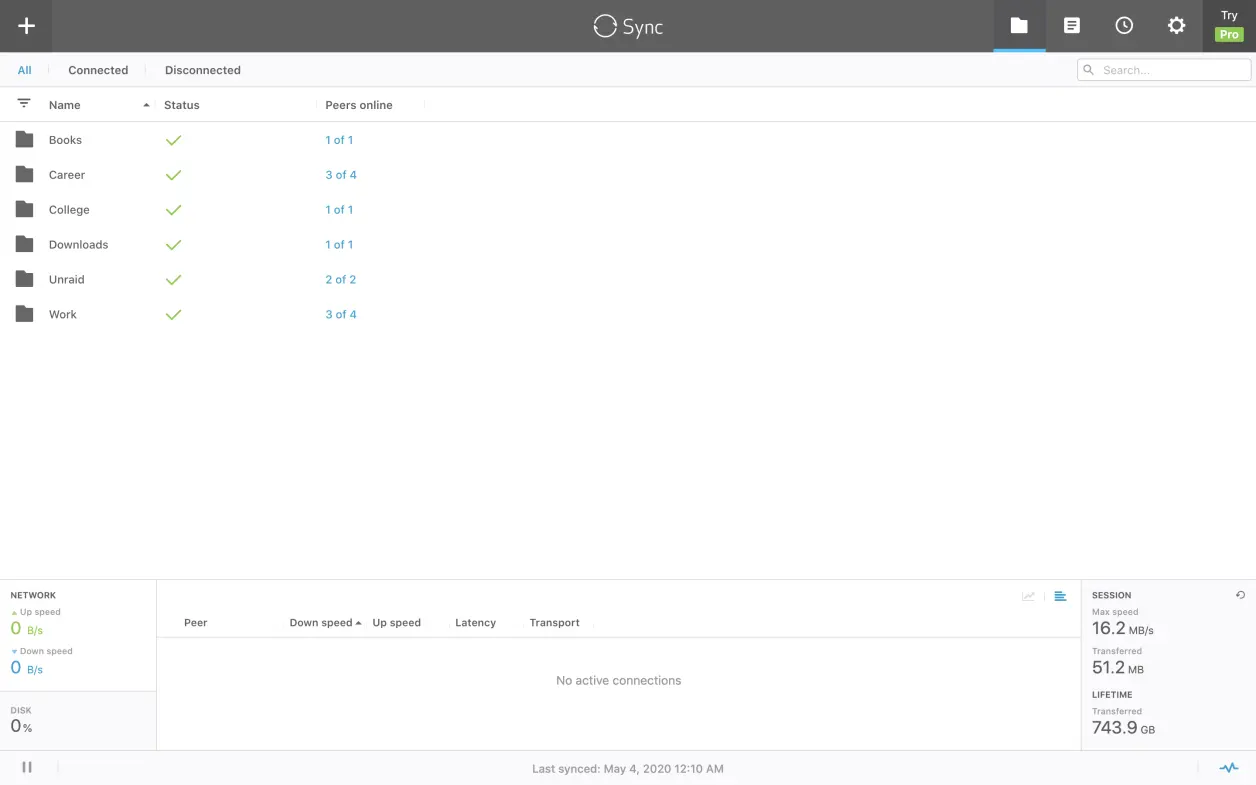 Sync
Try
Pro
All Connected Disconnected Search...
Name Status Peers online
Books 1 of 1
Career 3 of 4
College 1 of 1
Downloads 1 of 1
Unraid 2 of 2
Work 3 of 4
NETWORK
Up speed
0 B/s
Down speed
0 B/s
DISK
0%
Peer Down speed Up speed Latency Transport
No active connections
SESSION
Max speed
16.2 MB/s
Transferred
51.2 MB
LIFETIME
Transferred
743.9 GB
Last synced: May 4, 2020 12:10 AM